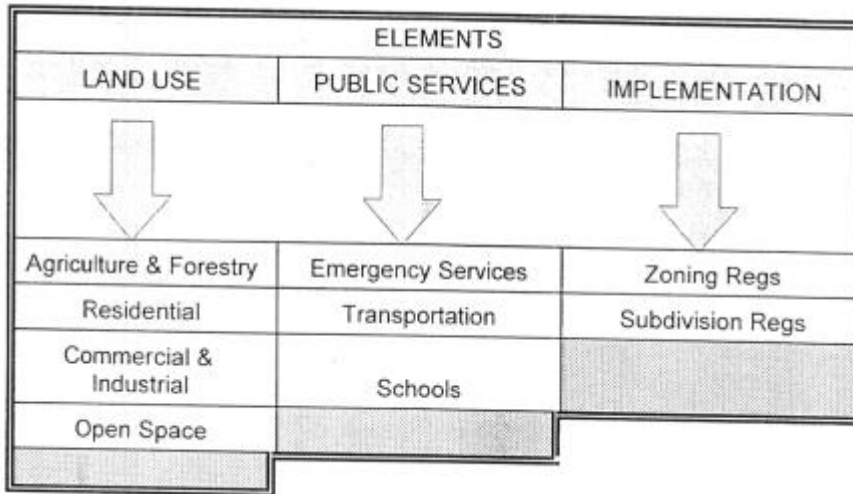 ELEMENTS
LAND USE
PUBLIC SERVICES
IMPLEMENTATION
Agriculture & Forestry
Emergency Services
Zoning Regs
Residential
Transportation
Subdivision Regs
Commercial &
Industrial
Schools
Open Space